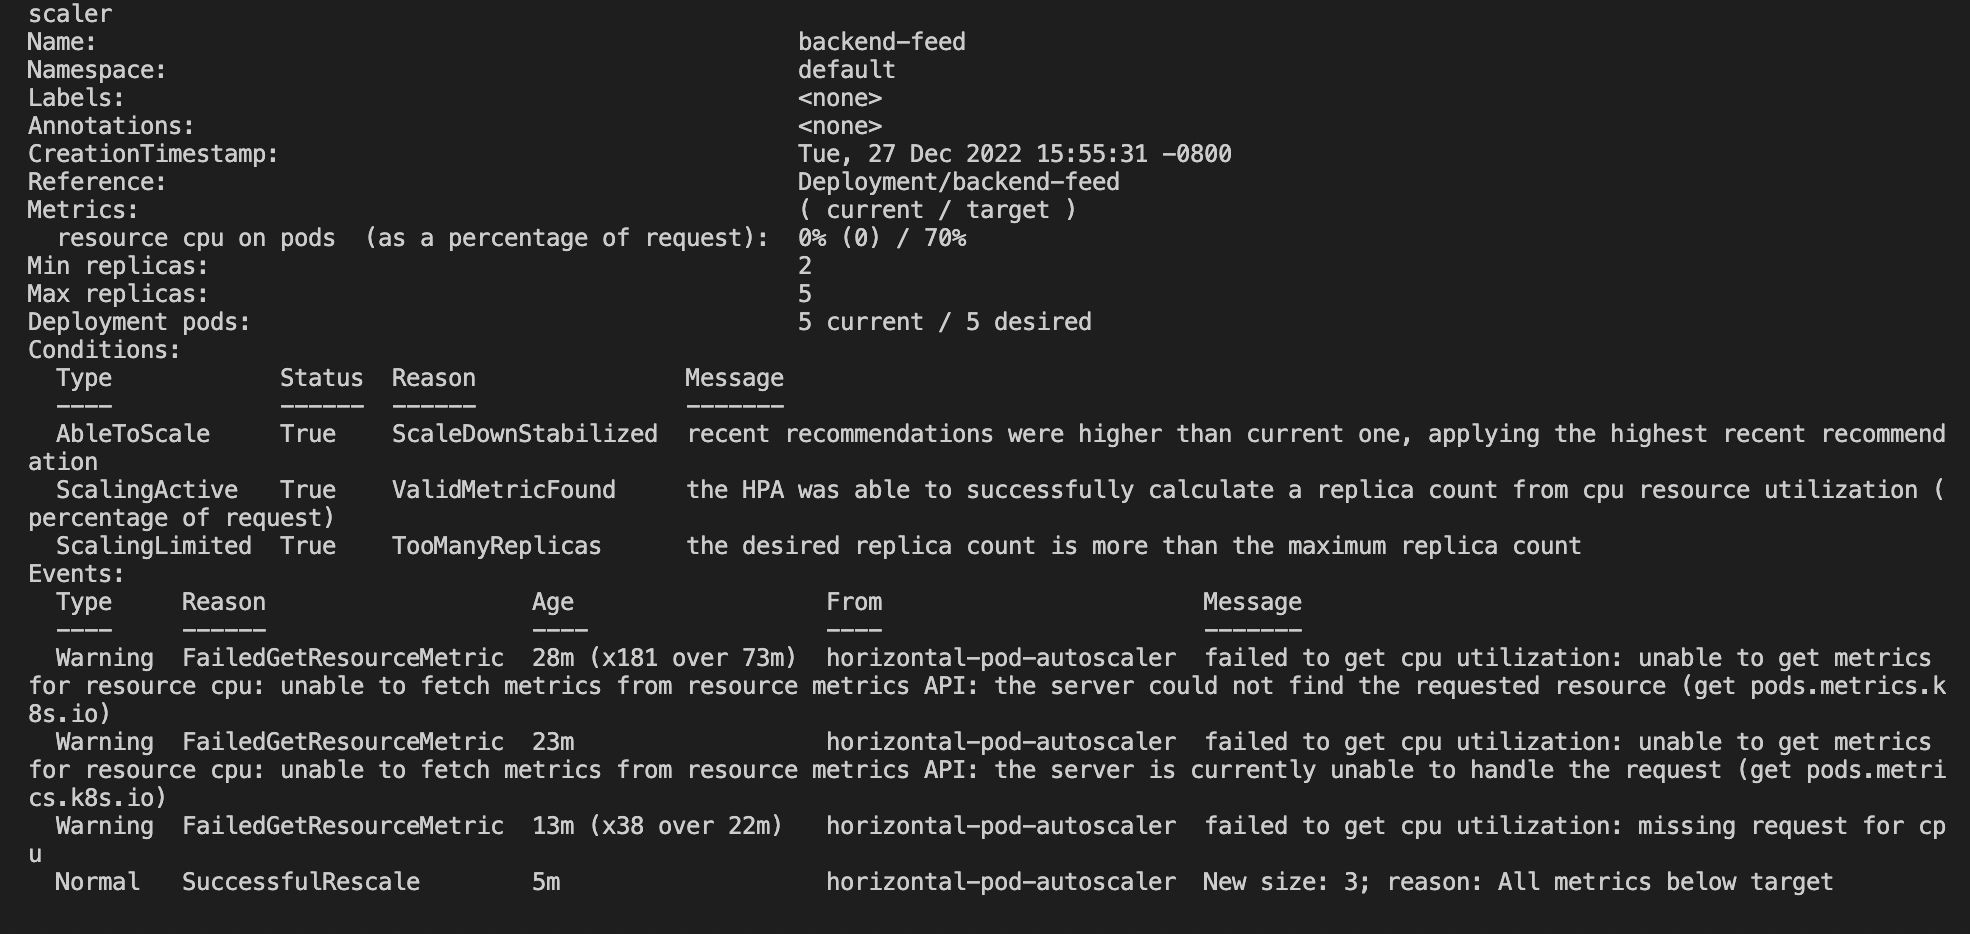 scaler
Name:                                                  backend-feed
Namespace:                                             default
Labels:                                                <none>
Annotations:                                           <none>
CreationTimestamp:                                     Tue, 27 Dec 2022 15:55:31 -0800
Reference:                                             Deployment/backend-feed
Metrics:                                               ( current / target )
  resource cpu on pods  (as a percentage of request):  0% (0) / 70%
Min replicas:                                          2
Max replicas:                                          5
Deployment pods:                                       5 current / 5 desired
Conditions:
  Type            Status  Reason               Message
  ----            ------  ------               -------
  AbleToScale     True    ScaleDownStabilized  recent recommendations were higher than current one, applying the highest recent recommend
ation
  ScalingActive   True    ValidMetricFound     the HPA was able to successfully calculate a replica count from cpu resource utilization (
percentage of request)
  ScalingLimited  True    TooManyReplicas      the desired replica count is more than the maximum replica count
Events:
  Type     Reason                   Age                  From                       Message
  ----     ------                   ----                 ----                       -------
  Warning  FailedGetResourceMetric  28m (x181 over 73m)  horizontal-pod-autoscaler  failed to get cpu utilization: unable to get metrics
for resource cpu: unable to fetch metrics from resource metrics API: the server could not find the requested resource (get pods.metrics.k
8s.io)
  Warning  FailedGetResourceMetric  23m                  horizontal-pod-autoscaler  failed to get cpu utilization: unable to get metrics
for resource cpu: unable to fetch metrics from resource metrics API: the server is currently unable to handle the request (get pods.metri
cs.k8s.io)
  Warning  FailedGetResourceMetric  13m (x38 over 22m)   horizontal-pod-autoscaler  failed to get cpu utilization: missing request for cp
u
  Normal   SuccessfulRescale        5m                   horizontal-pod-autoscaler  New size: 3; reason: All metrics below target